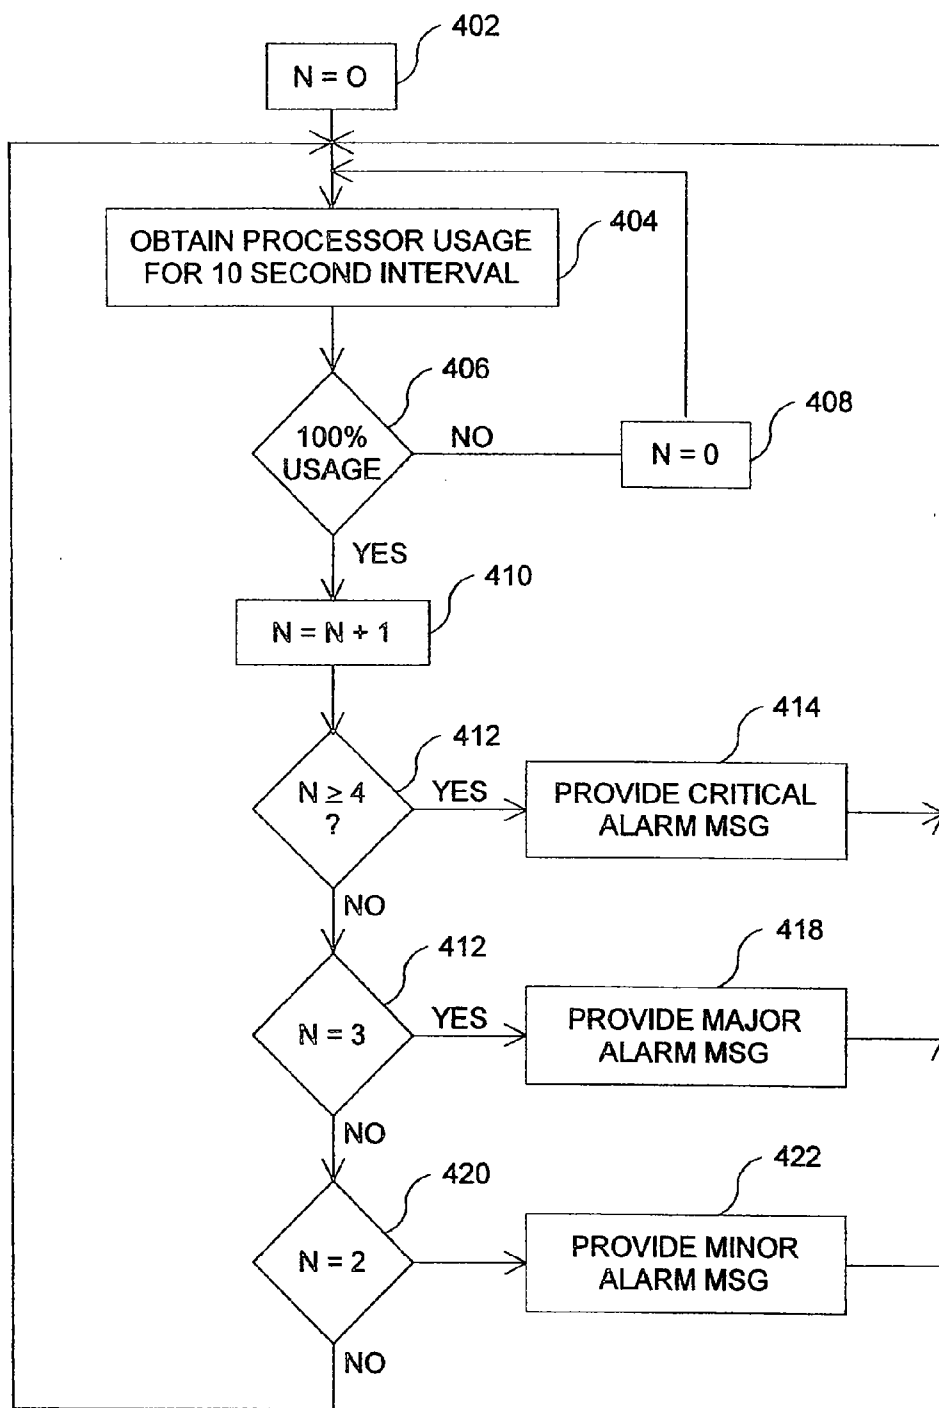 402
N = O
OBTAIN PROCESSOR USAGE
FOR 10 SECOND INTERVAL
404
406
100%
USAGE
NO
408
N = 0
YES
410
N = N + 1
412
N ≥ 4
?
YES
414
PROVIDE CRITICAL
ALARM MSG
NO
412
N = 3
YES
418
PROVIDE MAJOR
ALARM MSG
NO
420
N = 2
422
PROVIDE MINOR
ALARM MSG
NO